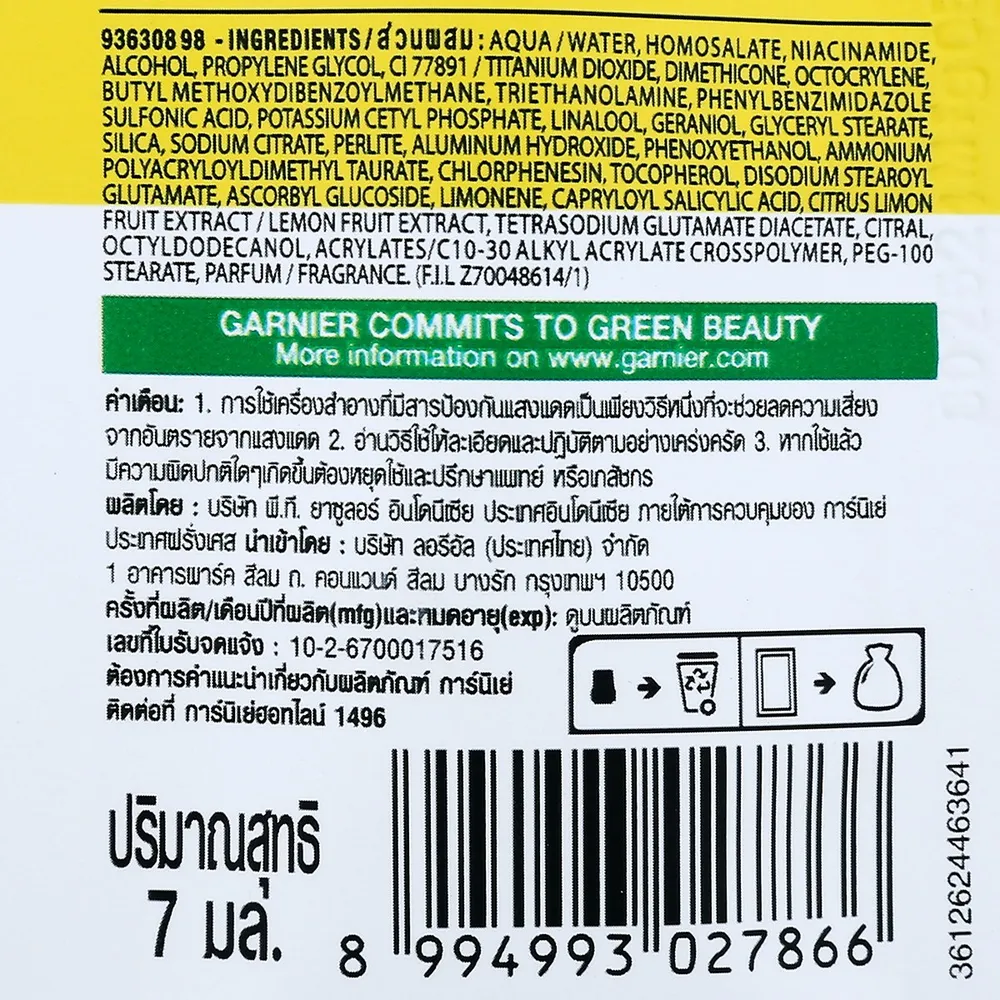 936308 98 - INGREDIENTS / ส่วนผสม : AQUA / WATER, HOMOSALATE, NIACINAMIDE,
ALCOHOL, PROPYLENE GLYCOL, CI 77891 / TITANIUM DIOXIDE, DIMETHICONE, OCTOCRYLENE,
BUTYL METHOXYDIBENZOYLMETHANE, TRIETHANOLAMINE, PHENYLBENZIMIDAZOLE
SULFONIC ACID, POTASSIUM CETYL PHOSPHATE, LINALOOL, GERANIOL, GLYCERYL STEARATE,
SILICA, SODIUM CITRATE, PERLITE, ALUMINUM HYDROXIDE, PHENOXYETHANOL, AMMONIUM
POLYACRYLOYLDIMETHYL TAURATE, CHLORPHENESIN, TOCOPHEROL, DISODIUM STEAROYL
GLUTAMATE, ASCORBYL GLUCOSIDE, LIMONENE, CAPRYLOYL SALICYLIC ACID, CITRUS LIMON
FRUIT EXTRACT / LEMON FRUIT EXTRACT, TETRASODIUM GLUTAMATE DIACETATE, CITRAL,
OCTYLDODECANOL, ACRYLATES/C10-30 ALKYL ACRYLATE CROSSPOLYMER, PEG-100
STEARATE, PARFUM / FRAGRANCE. (F.I.L Z70048614/1)
GARNIER COMMITS TO GREEN BEAUTY
More information on www.garnier.com
คำเตือน: 1. การใช้เครื่องสำอางที่มีสารป้องกันแสงแดดเป็นเพียงวิธีหนึ่งที่จะช่วยลดความเสี่ยง
จากอันตรายจากแสงแดด 2. อ่านวิธีใช้ให้ละเอียดและปฏิบัติตามอย่างเคร่งครัด 3. หากใช้แล้ว
มีความผิดปกติใดๆเกิดขึ้นต้องหยุดใช้และปรึกษาแพทย์ หรือเภสัชกร
ผลิตโดย : บริษัท พี.ที. ยาซูลอร์ อินโดนีเซีย ประเทศอินโดนีเซีย ภายใต้การควบคุมของ การ์นิเย่
ประเทศฝรั่งเศส นำเข้าโดย : บริษัท ลอรีอัล (ประเทศไทย) จำกัด
1 อาคารพาร์ค สีลม ถ. คอนแวนต์ สีลม บางรัก กรุงเทพฯ 10500
ครั้งที่ผลิต/เดือนปีที่ผลิต(mfg)และหมดอายุ(exp): ดูบนผลิตภัณฑ์
เลขที่ใบรับจดแจ้ง : 10-2-6700017516
ต้องการคำแนะนำเกี่ยวกับผลิตภัณฑ์ การ์นิเย่
ติดต่อที่ การ์นิเย่ฮอทไลน์ 1496
ปริมาณสุทธิ
7 มล.
8 994993 027866
3612624463641